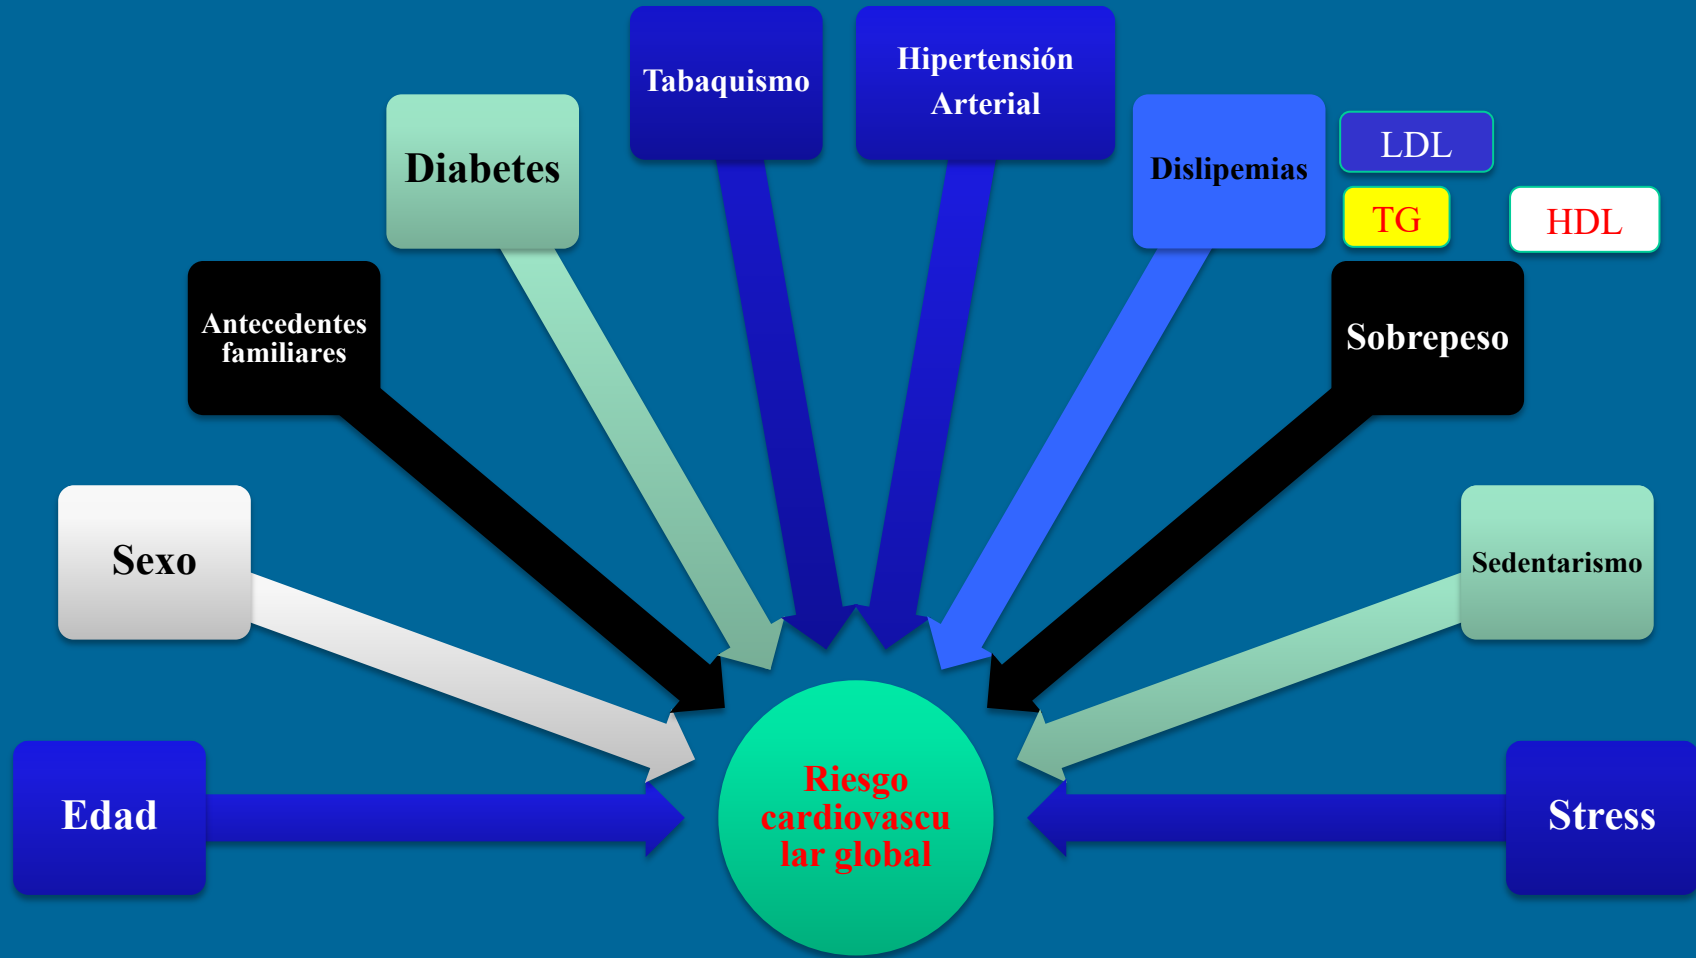 Tabaquismo
Hipertensión
Arterial
Diabetes
Dislipemias
LDL
TG
HDL
Antecedentes
familiares
Sobrepeso
Sexo
Sedentarismo
Edad
Riesgo
cardiovascu
lar global
Stress